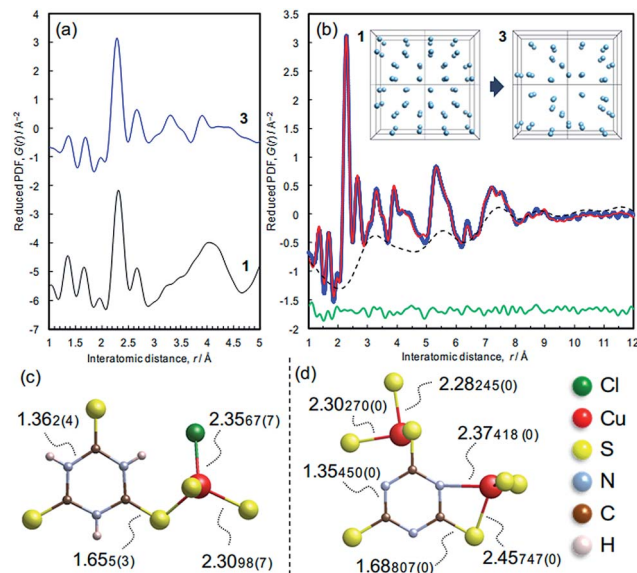 (a)
Reduced PDF, G(r) / Å⁻²
4
3
2
1
0
-1
-2
-3
-4
-5
-6
-7
3
1
1 1.5 2 2.5 3 3.5 4 4.5 5
Interatomic distance, r / Å
(b)
Reduced PDF, G(r) / Å⁻²
3.5
3
2.5
2
1.5
1
0.5
0
-0.5
-1
-1.5
-2
1
3
1 2 3 4 5 6 7 8 9 10 11 12
Interatomic distance, r / Å
(c)
1.362(4)
2.3567(7)
1.655(3)
2.3098(7)
(d)
2.28245(0)
2.30270(0)
2.37418(0)
1.35450(0)
1.68807(0)
2.45747(0)
Cl
Cu
S
N
C
H